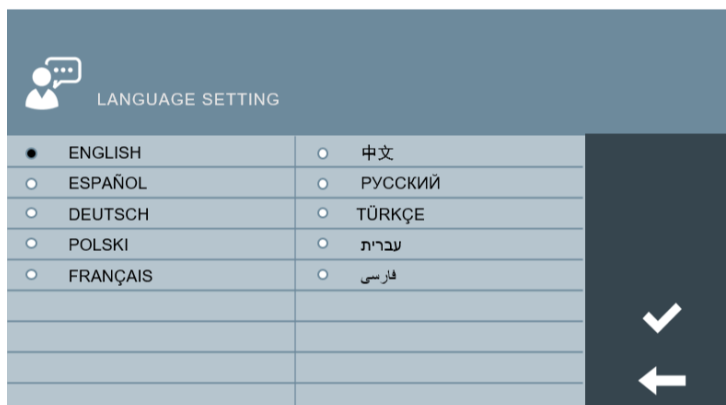 LANGUAGE SETTING
ENGLISH
ESPAÑOL
DEUTSCH
POLSKI
FRANÇAIS
中文
РУССКИЙ
TÜRKÇE
עברית
فارسی